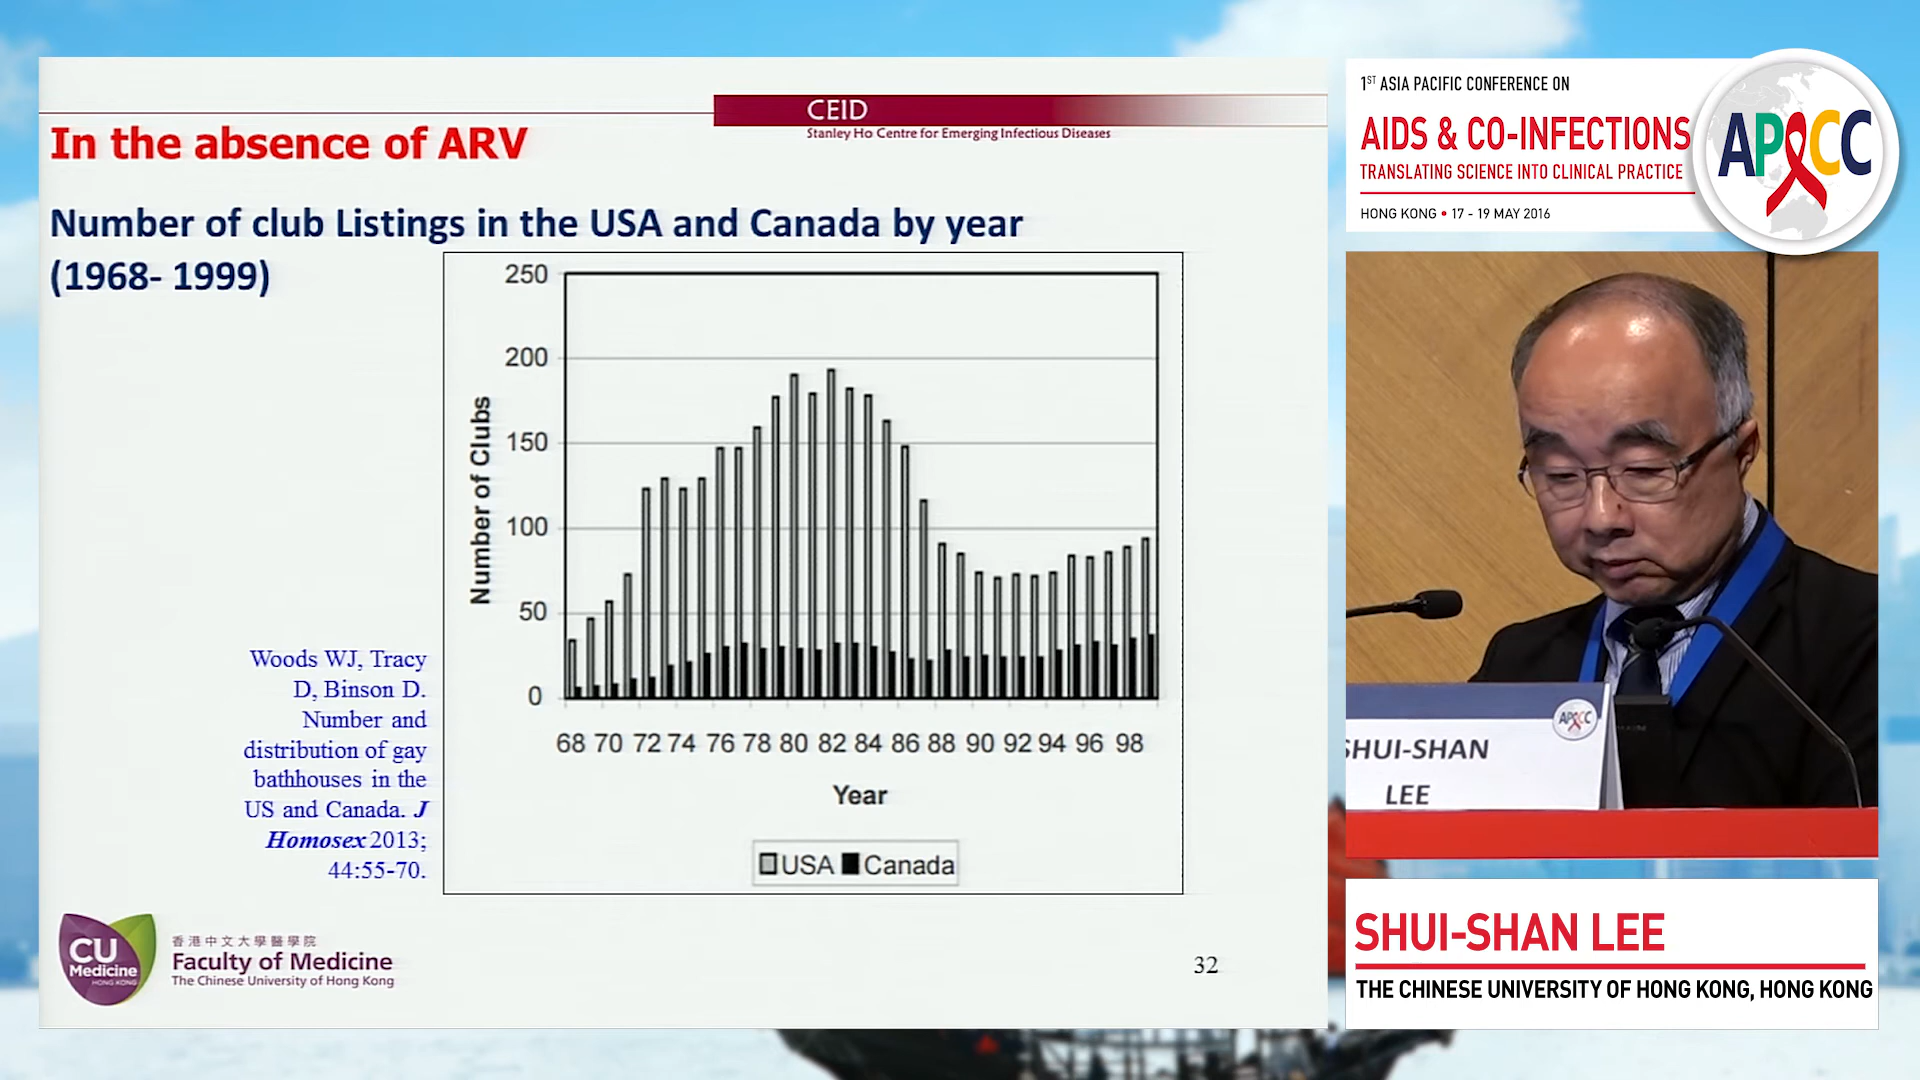 CEID
Stanley Ho Centre for Emerging Infectious Diseases
In the absence of ARV
Number of club Listings in the USA and Canada by year
(1968- 1999)
250
200
150
100
50
0
Number of Clubs
68 70 72 74 76 78 80 82 84 86 88 90 92 94 96 98
Year
USA Canada
Woods WJ, Tracy
D, Binson D.
Number and
distribution of gay
bathhouses in the
US and Canada. J
Homosex 2013;
44:55-70.
CU
Medicine
HONG KONG
香港中文大學醫學院
Faculty of Medicine
The Chinese University of Hong Kong
32
1ST ASIA PACIFIC CONFERENCE ON
AIDS & CO-INFECTIONS
TRANSLATING SCIENCE INTO CLINICAL PRACTICE
HONG KONG • 17 - 19 MAY 2016
APACC
APACC
SHUI-SHAN
LEE
SHUI-SHAN LEE
THE CHINESE UNIVERSITY OF HONG KONG, HONG KONG